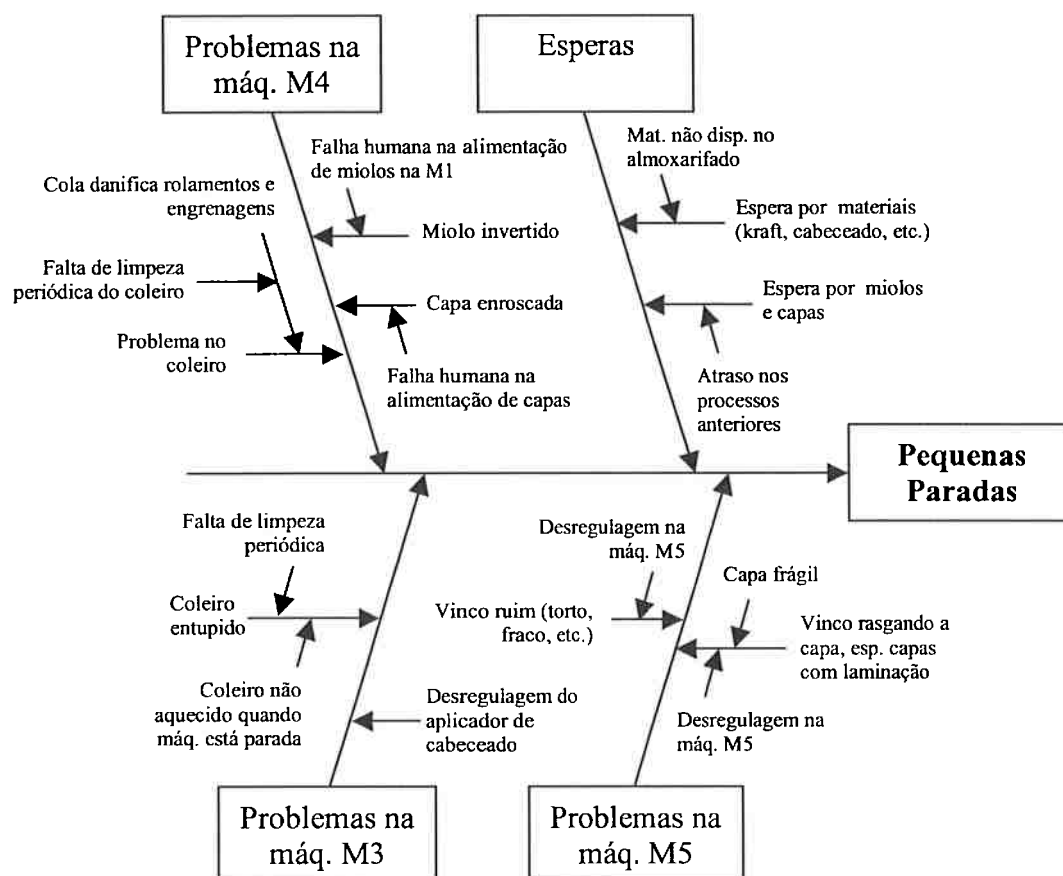 Problemas na
máq. M4
Esperas
Falha humana na alimentação
de miolos na M1
Mat. não disp. no
almoxarifado
Cola danifica rolamentos e
engrenagens
Miolo invertido
Espera por materiais
(kraft, cabeceado, etc.)
Falta de limpeza
periódica do coleiro
Capa enroscada
Espera por miolos
e capas
Problema no
coleiro
Falha humana na
alimentação de capas
Atraso nos
processos
anteriores
Pequenas
Paradas
Falta de limpeza
periódica
Desregulagem na
máq. M5
Capa frágil
Coleiro
entupido
Vinco ruim (torto,
fraco, etc.)
Vinco rasgando a
capa, esp. capas
com laminação
Coleiro não
aquecido quando
máq. está parada
Desregulagem do
aplicador de
cabeceado
Desregulagem na
máq. M5
Problemas na
máq. M3
Problemas na
máq. M5